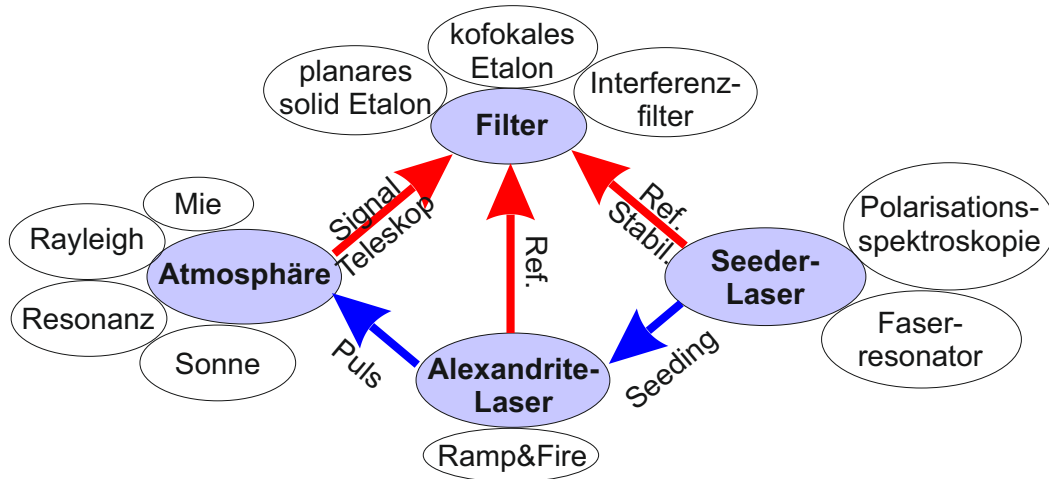 kofokales
Etalon
planares
solid Etalon
Interferenz-
filter
Filter
Signal
Teleskop
Ref.
Ref.
Stabil.
Mie
Rayleigh
Atmosphäre
Resonanz
Sonne
Polarisations-
spektroskopie
Seeder-
Laser
Faser-
resonator
Puls
Seeding
Alexandrite-
Laser
Ramp&Fire